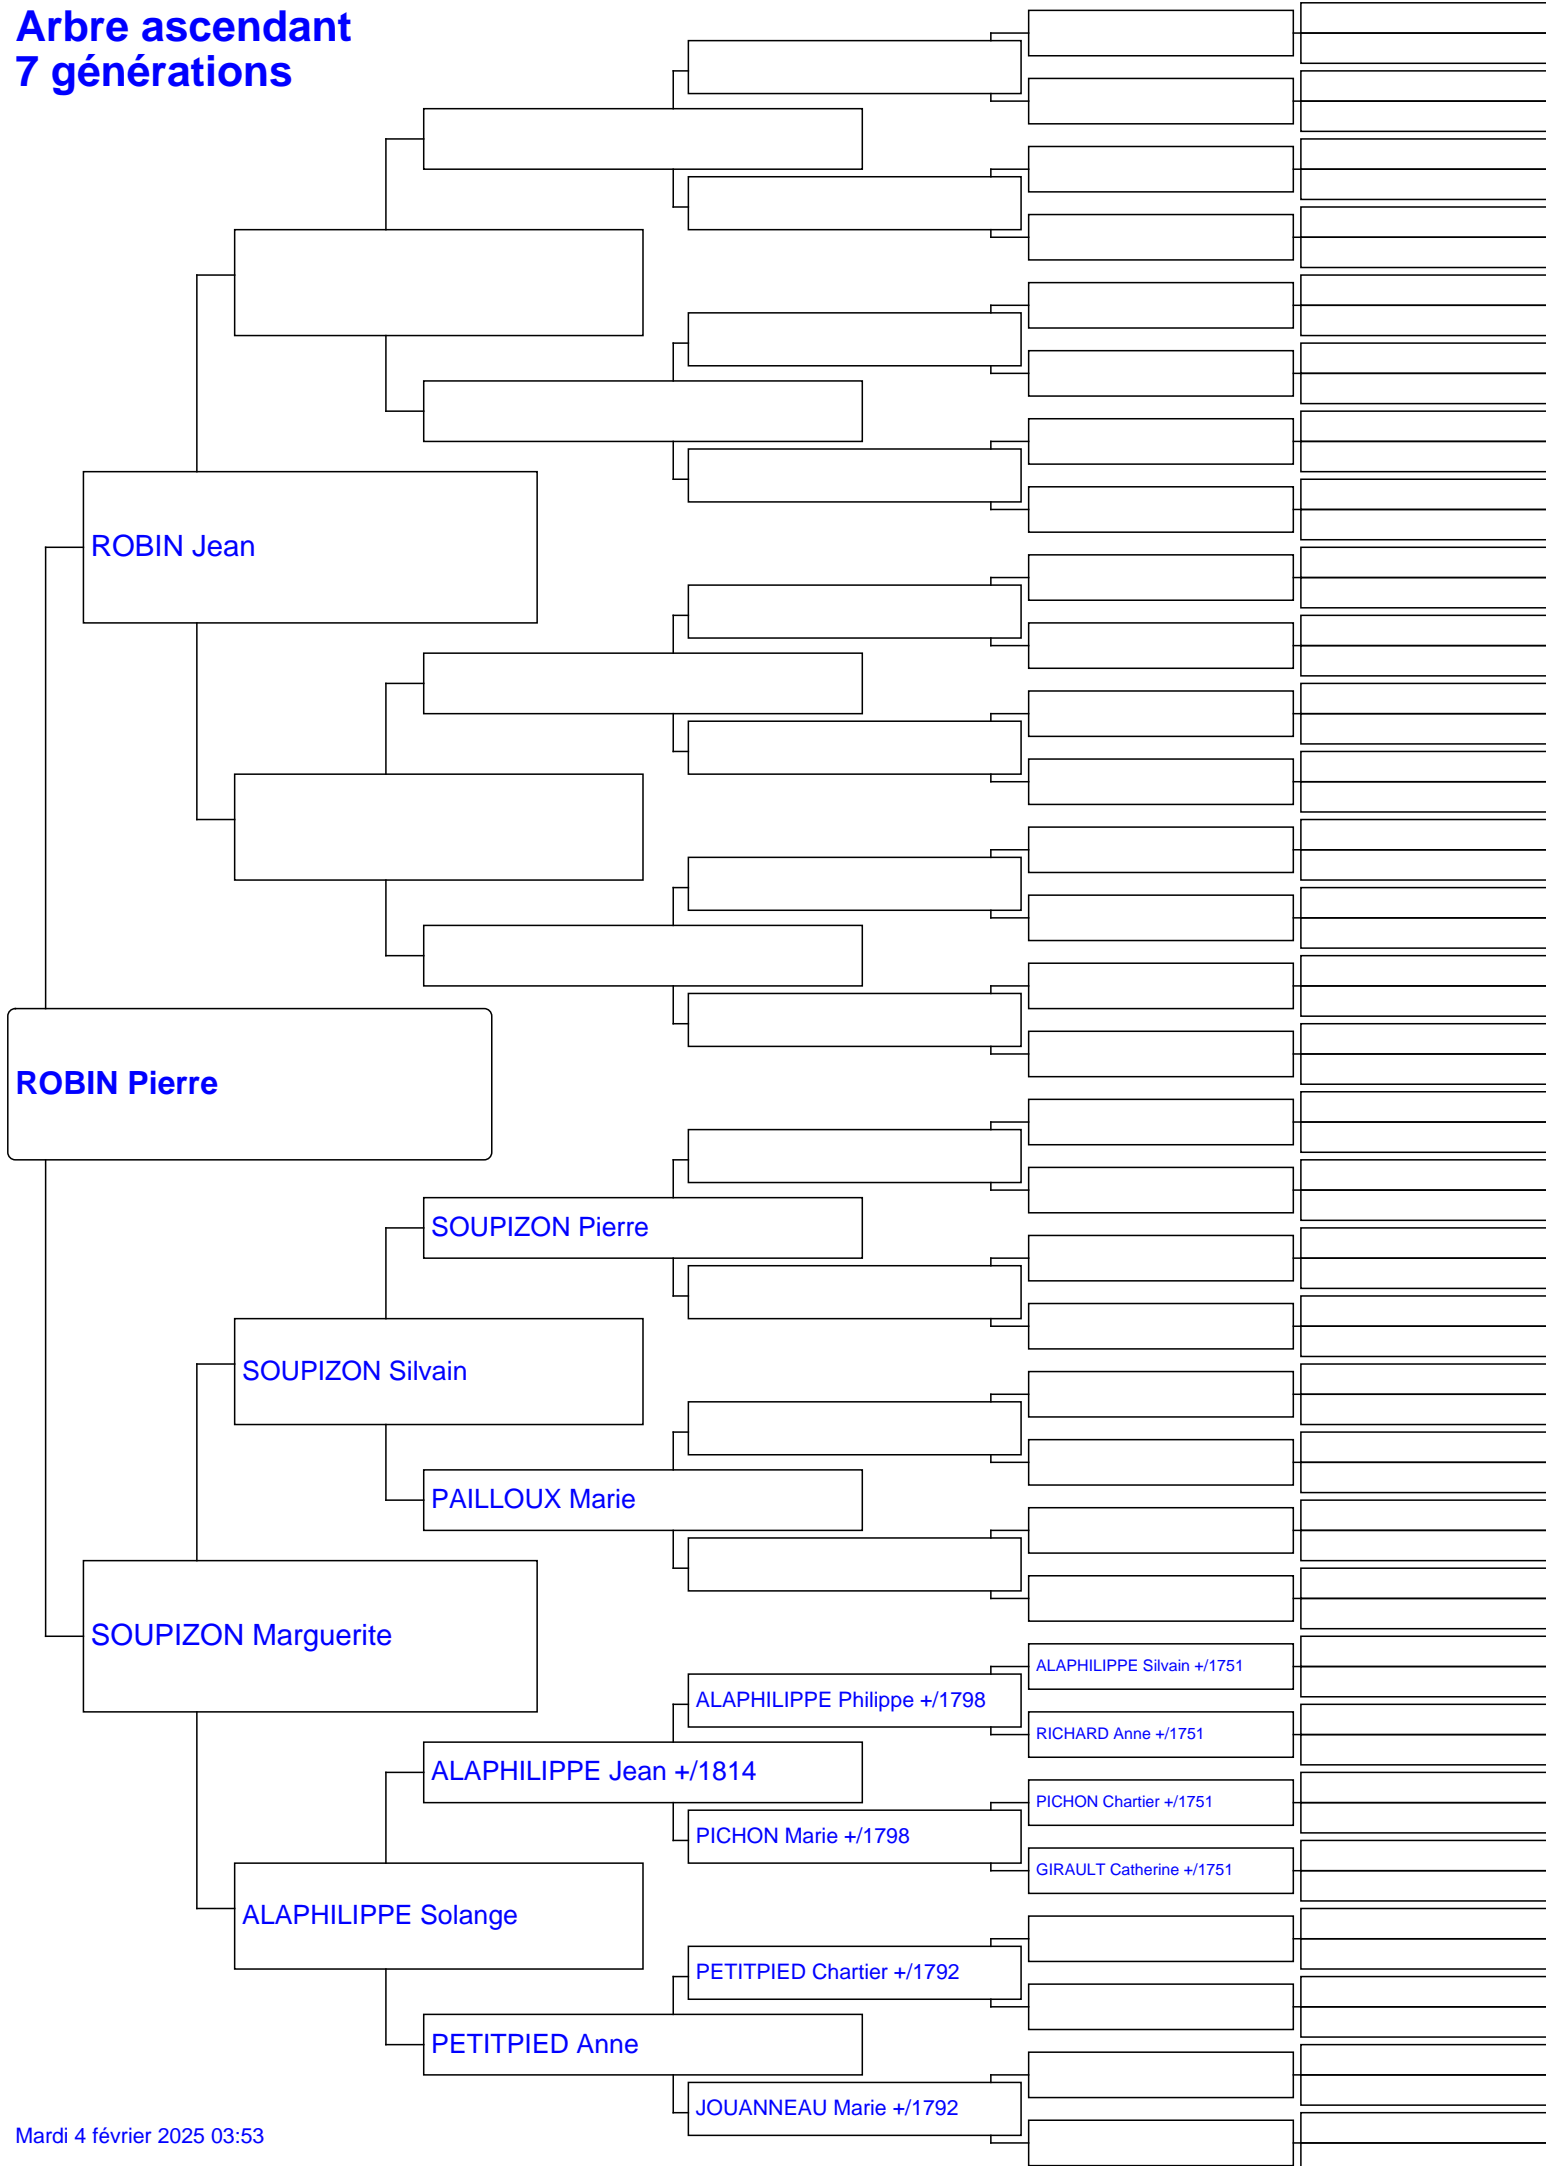 Arbre ascendant
7 générations
ROBIN Jean
ROBIN Pierre
SOUPIZON Pierre
SOUPIZON Silvain
PAILLOUX Marie
SOUPIZON Marguerite
ALAPHILIPPE Silvain +/1751
ALAPHILIPPE Philippe +/1798
RICHARD Anne +/1751
ALAPHILIPPE Jean +/1814
PICHON Chartier +/1751
PICHON Marie +/1798
GIRAULT Catherine +/1751
ALAPHILIPPE Solange
PETITPIED Chartier +/1792
PETITPIED Anne
JOUANNEAU Marie +/1792
Mardi 4 février 2025 03:53